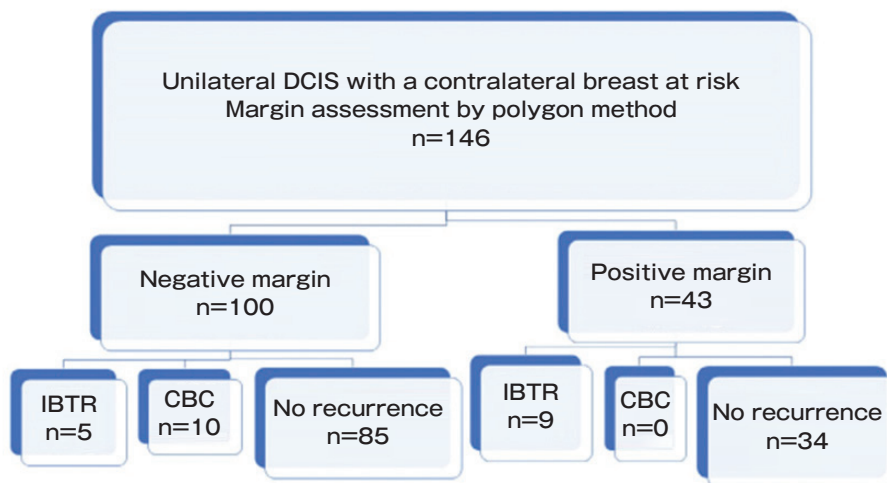 Unilateral DCIS with a contralateral breast at risk
Margin assessment by polygon method
n=146
Negative margin
n=100
Positive margin
n=43
IBTR
n=5
CBC
n=10
No recurrence
n=85
IBTR
n=9
CBC
n=0
No recurrence
n=34